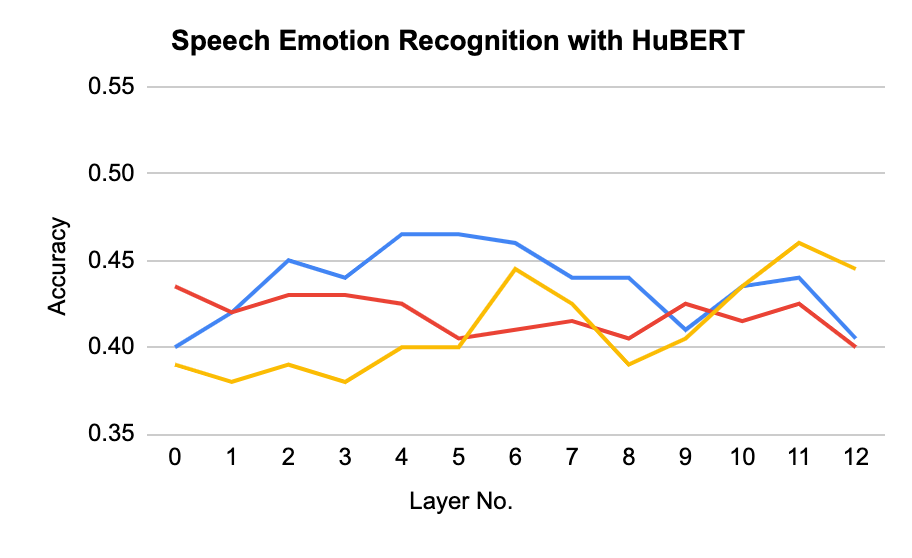 Speech Emotion Recognition with HuBERT
0.55
0.50
0.45
0.40
0.35
Accuracy
0 1 2 3 4 5 6 7 8 9 10 11 12
Layer No.